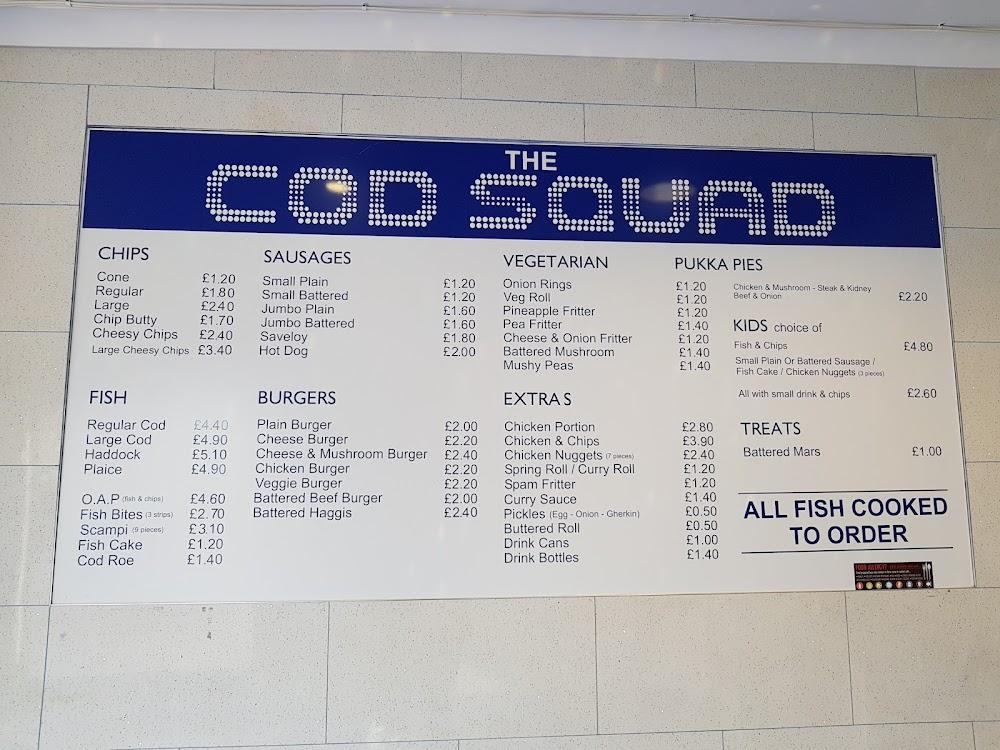 THE
COD SQUAD
CHIPS
Cone £1.20
Regular £1.80
Large £2.40
Chip Butty £1.70
Cheesy Chips £2.40
Large Cheesy Chips £3.40
FISH
Regular Cod £4.40
Large Cod £4.90
Haddock £5.10
Plaice £4.90
O.A.P (fish & chips) £4.60
Fish Bites (3 strips) £2.70
Scampi (9 pieces) £3.10
Fish Cake £1.20
Cod Roe £1.40
SAUSAGES
Small Plain £1.20
Small Battered £1.20
Jumbo Plain £1.60
Jumbo Battered £1.60
Saveloy £1.80
Hot Dog £2.00
BURGERS
Plain Burger £2.00
Cheese Burger £2.20
Cheese & Mushroom Burger £2.40
Chicken Burger £2.20
Veggie Burger £2.20
Battered Beef Burger £2.00
Battered Haggis £2.40
VEGETARIAN
Onion Rings £1.20
Veg Roll £1.20
Pineapple Fritter £1.20
Pea Fritter £1.40
Cheese & Onion Fritter £1.20
Battered Mushroom £1.40
Mushy Peas £1.40
EXTRAS
Chicken Portion £2.80
Chicken & Chips £3.90
Chicken Nuggets (7 pieces) £2.40
Spring Roll / Curry Roll £1.20
Spam Fritter £1.20
Curry Sauce £1.40
Pickles (Egg - Onion - Gherkin) £0.50
Buttered Roll £0.50
Drink Cans £1.00
Drink Bottles £1.40
PUKKA PIES
Chicken & Mushroom - Steak & Kidney
Beef & Onion £2.20
KIDS choice of
Fish & Chips £4.80
Small Plain Or Battered Sausage /
Fish Cake / Chicken Nuggets (3 pieces)
All with small drink & chips £2.60
TREATS
Battered Mars £1.00
ALL FISH COOKED
TO ORDER
FOOD ALLERGY?